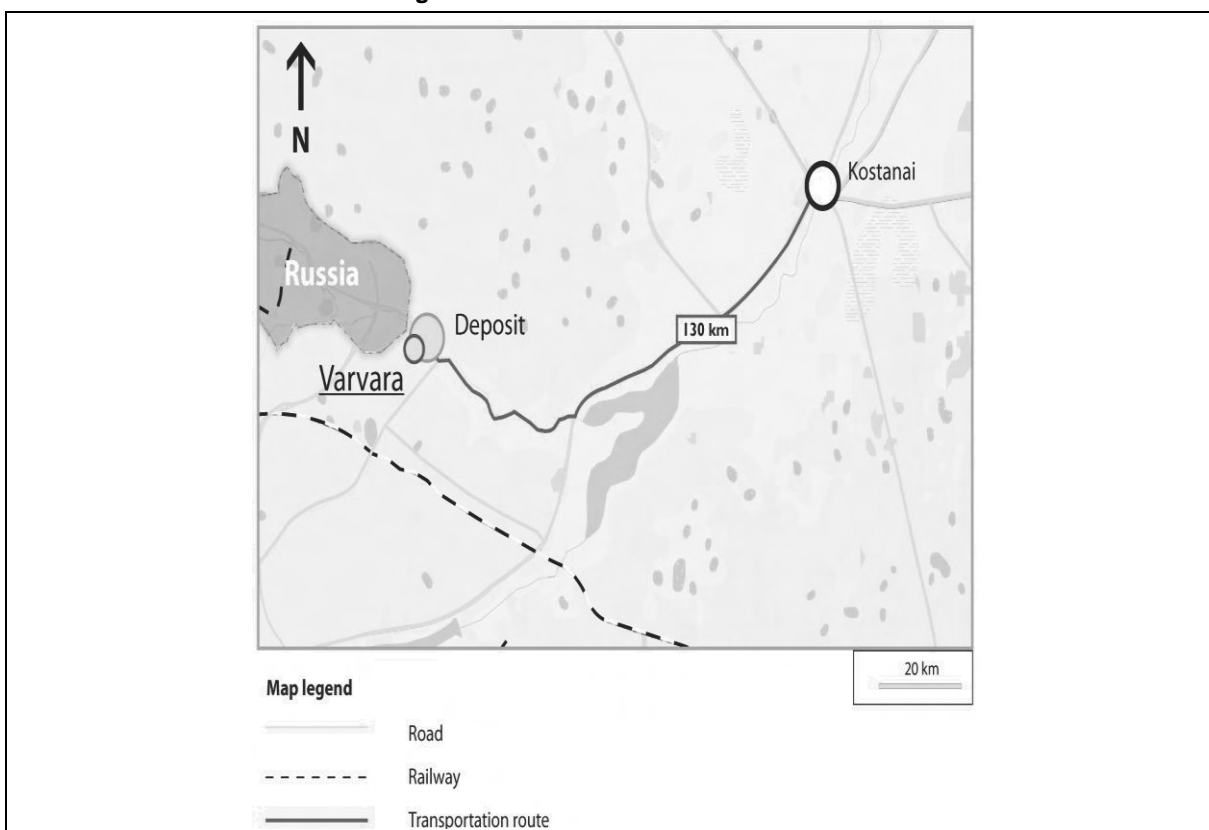 N
Kostanai
Russia
Deposit
130 km
Varvara
20 km
Map legend
Road
Railway
Transportation route